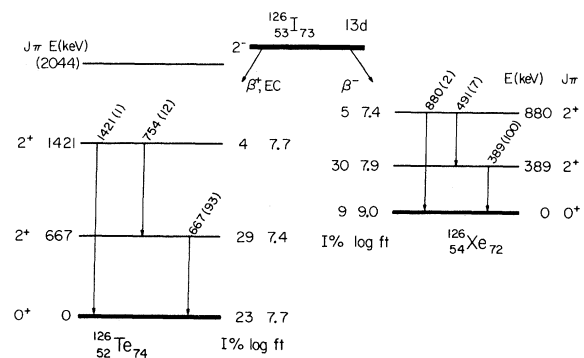 ¹²⁶₅₃I₇₃ 13d
2⁻
Jπ E(keV)
(2044)
β⁺,EC β⁻
E(keV) Jπ
880(2) 491(7)
5 7.4 880 2⁺
1421(1) 754(12)
2⁺ 1421 4 7.7
389(100)
30 7.9 389 2⁺
667(93)
9 9.0 0 0⁺
2⁺ 667 29 7.4
I% log ft ¹²⁶₅₄Xe₇₂
0⁺ 0 23 7.7
¹²⁶₅₂Te₇₄ I% log ft